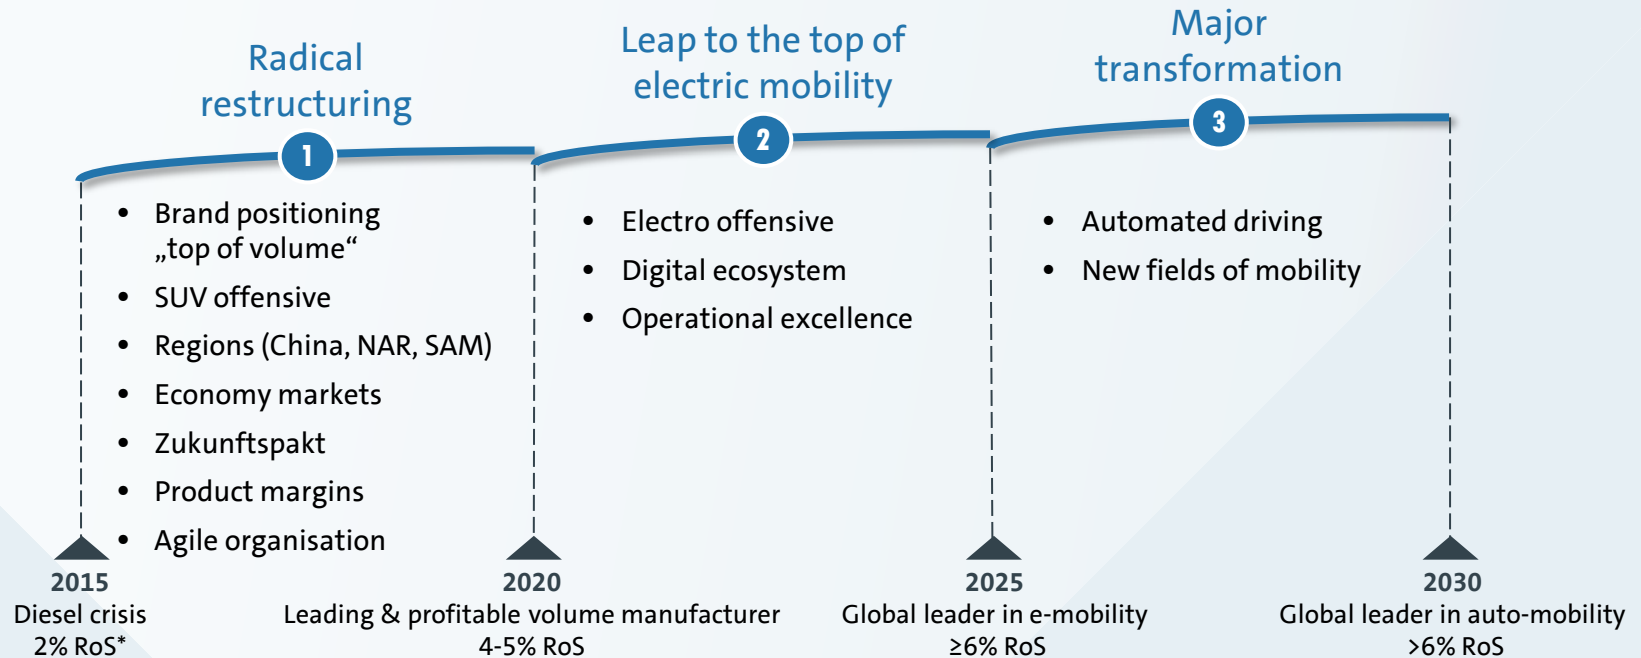 Radical
restructuring
1
• Brand positioning
„top of volume“
• SUV offensive
• Regions (China, NAR, SAM)
• Economy markets
• Zukunftspakt
• Product margins
• Agile organisation
Leap to the top of
electric mobility
2
• Electro offensive
• Digital ecosystem
• Operational excellence
Major
transformation
3
• Automated driving
• New fields of mobility
2015
Diesel crisis
2% RoS*
2020
Leading & profitable volume manufacturer
4-5% RoS
2025
Global leader in e-mobility
≥6% RoS
2030
Global leader in auto-mobility
>6% RoS